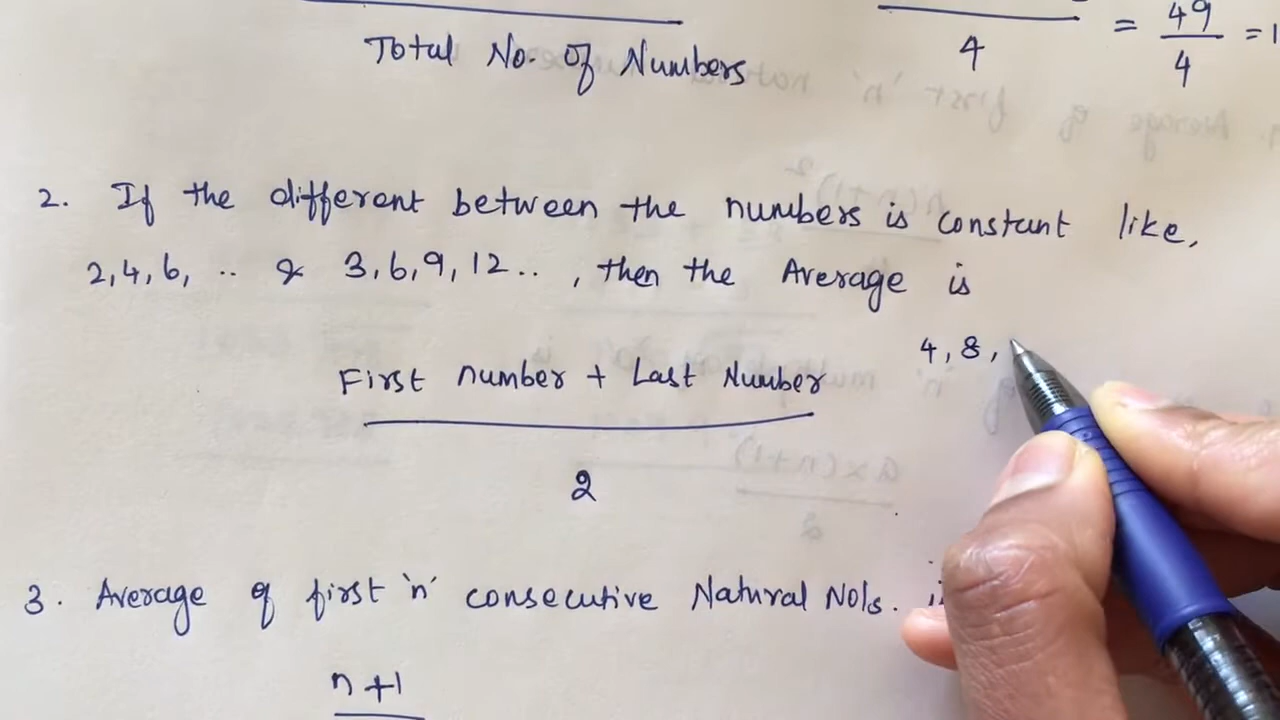 Total No. Of Numbers
4
= 49/4 = 1
2. If the different between the numbers is constant like,
2,4,6, .. & 3,6,9,12.. , then the Average is
4,8,
First number + Last Number
2
3. Average of first 'n' consecutive Natural Nols.
n+1